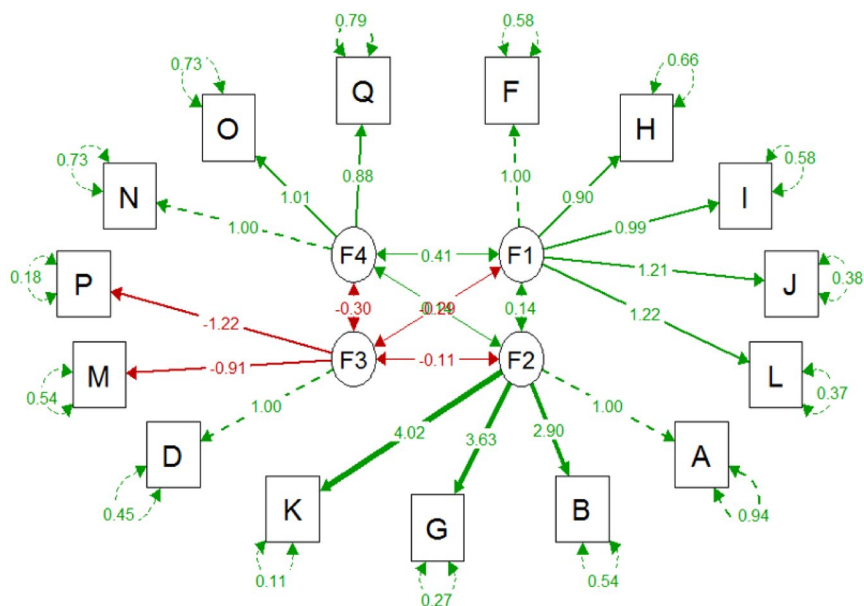 0.79
0.58
0.73
Q
F
0.66
O
H
0.73
0.58
N
I
0.88
1.00
0.90
1.01
0.99
1.00
P
0.18
F4
0.41
F1
1.21
J
0.38
-1.22
-0.30
0.14
1.22
M
-0.91
F3
-0.11
F2
L
0.54
0.37
1.00
1.00
D
4.02
3.63
2.90
A
0.45
K
G
B
0.94
0.11
0.27
0.54